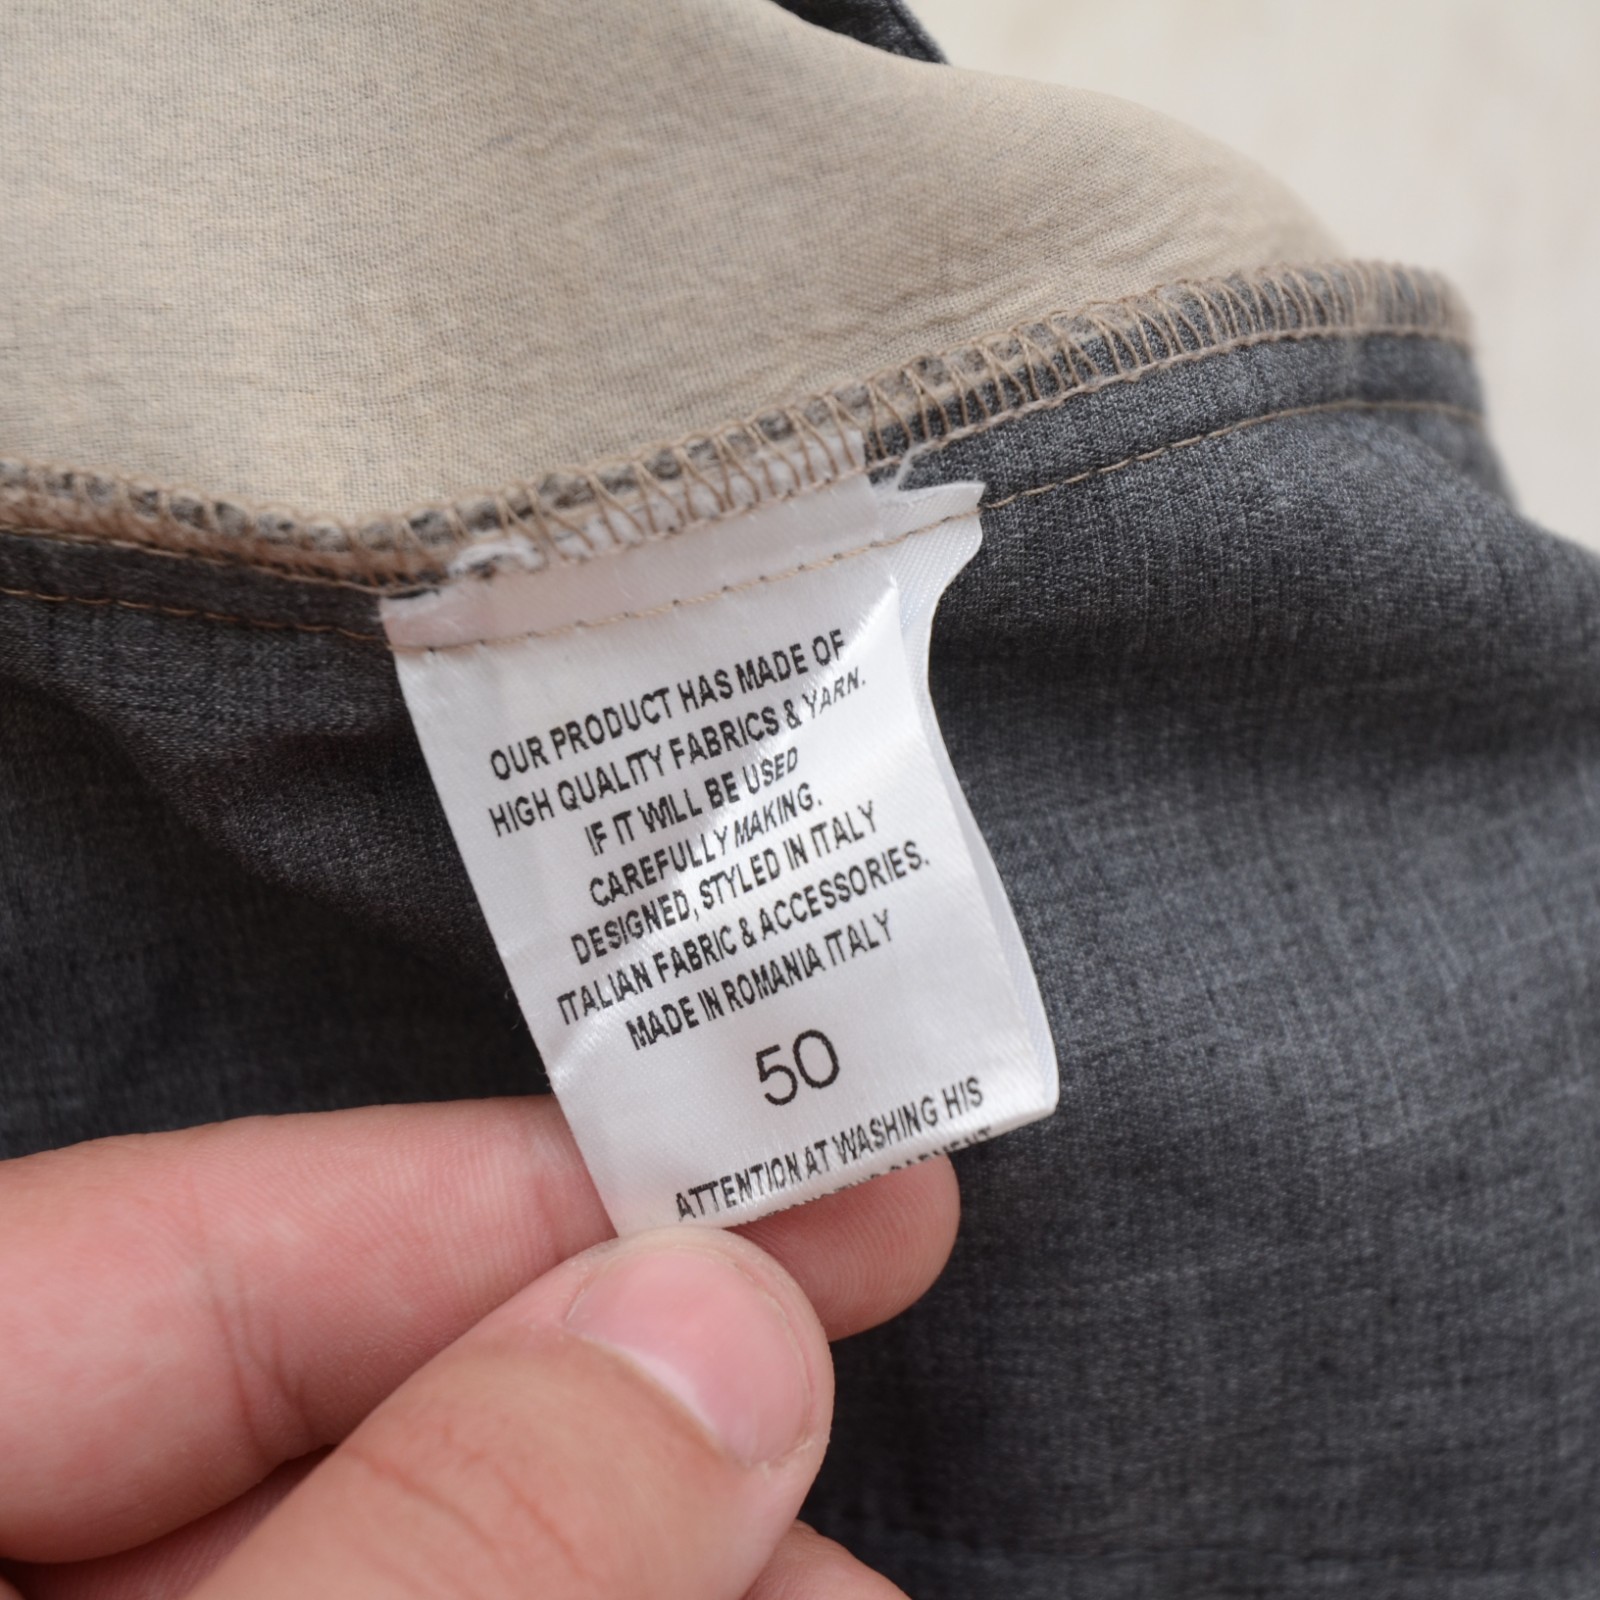 OUR PRODUCT HAS MADE OF
HIGH QUALITY FABRICS & YARN.
IF IT WILL BE USED
CAREFULLY MAKING.
DESIGNED, STYLED IN ITALY
ITALIAN FABRIC & ACCESSORIES.
MADE IN ROMANIA ITALY
50
ATTENTION AT WASHING HIS